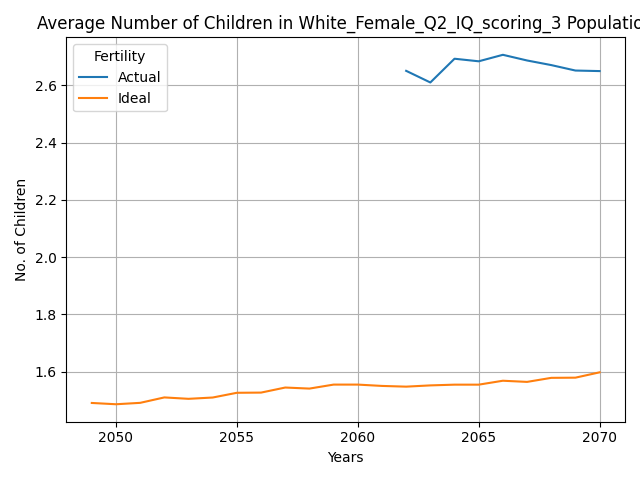 Average Number of Children in White_Female_Q2_IQ_scoring_3 Populatio
Fertility
Actual
Ideal
2.6
2.4
2.2
2.0
1.8
1.6
No. of Children
2050
2055
2060
2065
2070
Years